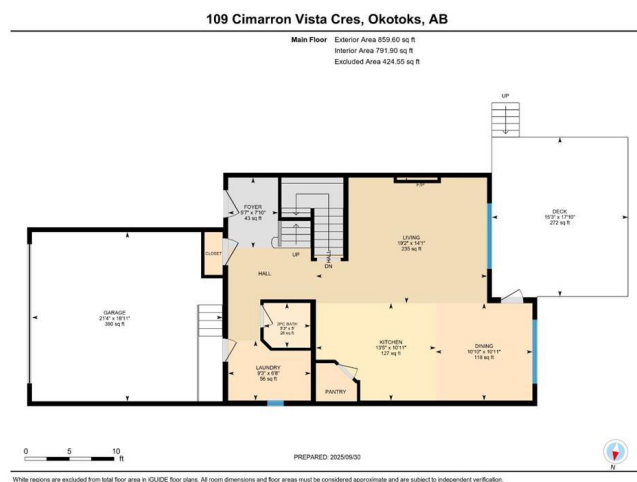 109 Cimarron Vista Cres, Okotoks, AB
Main Floor Exterior Area 859.60 sq ft
Interior Area 791.90 sq ft
Excluded Area 424.55 sq ft
UP
FOYER
5'7" x 7'10"
43 sq ft
F/P
DECK
15'3" x 17'10"
272 sq ft
LIVING
19'2" x 14'1"
235 sq ft
CLOSET
UP
HALL
DN
HALL
GARAGE
21'4" x 18'11"
380 sq ft
2PC BATH
KITCHEN
13'5" x 10'11"
127 sq ft
DINING
10'10" x 10'11"
118 sq ft
LAUNDRY
9'3" x 6'8"
56 sq ft
PANTRY
0 5 10
ft
PREPARED: 2025/09/30
N
White regions are excluded from total floor area in iGUIDE floor plans. All room dimensions and floor areas must be considered approximate and are subject to independent verification.